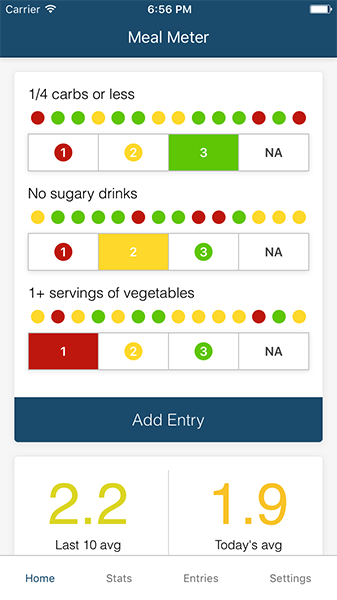 Carrier 6:56 PM
Meal Meter
1/4 carbs or less
1 2 3 NA
No sugary drinks
1 2 3 NA
1+ servings of vegetables
1 2 3 NA
Add Entry
2.2 1.9
Last 10 avg Today's avg
Home Stats Entries Settings